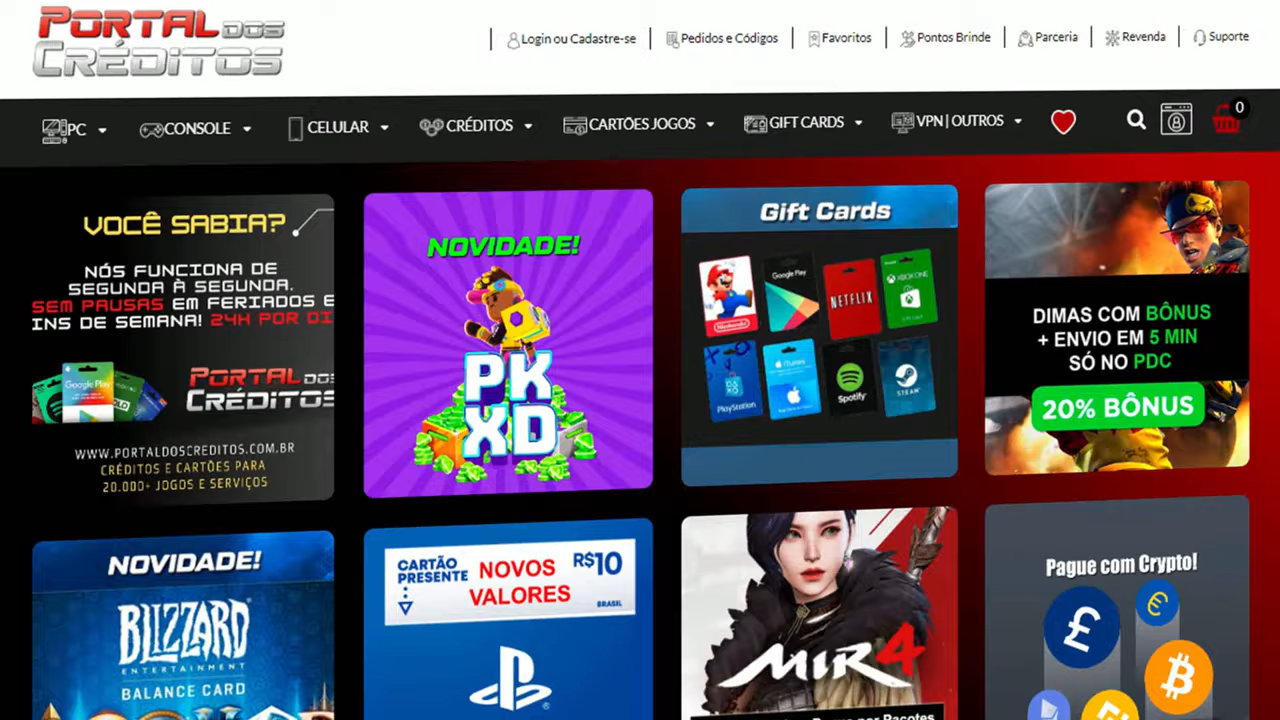 PORTAL DOS
CRÉDITOS
Login ou Cadastre-se
Pedidos e Códigos
Favoritos
Pontos Brinde
Parceria
Revenda
Suporte
PC
CONSOLE
CELULAR
CRÉDITOS
CARTÕES JOGOS
GIFT CARDS
VPN | OUTROS
0
VOCÊ SABIA?
NÓS FUNCIONA DE
SEGUNDA À SEGUNDA.
SEM PAUSAS EM FERIADOS E
INS DE SEMANA! 24H POR DI
Google Play
PORTAL DOS
CRÉDITOS
WWW.PORTALDOSCREDITOS.COM.BR
CRÉDITOS E CARTÕES PARA
20.000+ JOGOS E SERVIÇOS
NOVIDADE!
PK
XD
Gift Cards
Nintendo
Google Play
NETFLIX
XBOX ONE
PlayStation
iTunes
Spotify
STEAM
DIMAS COM BÔNUS
+ ENVIO EM 5 MIN
SÓ NO PDC
20% BÔNUS
NOVIDADE!
BLIZZARD
ENTERTAINMENT
BALANCE CARD
CARTÃO
PRESENTE
NOVOS
VALORES
R$10
BRASIL
MIR4
por Pacotes
Pague com Crypto!